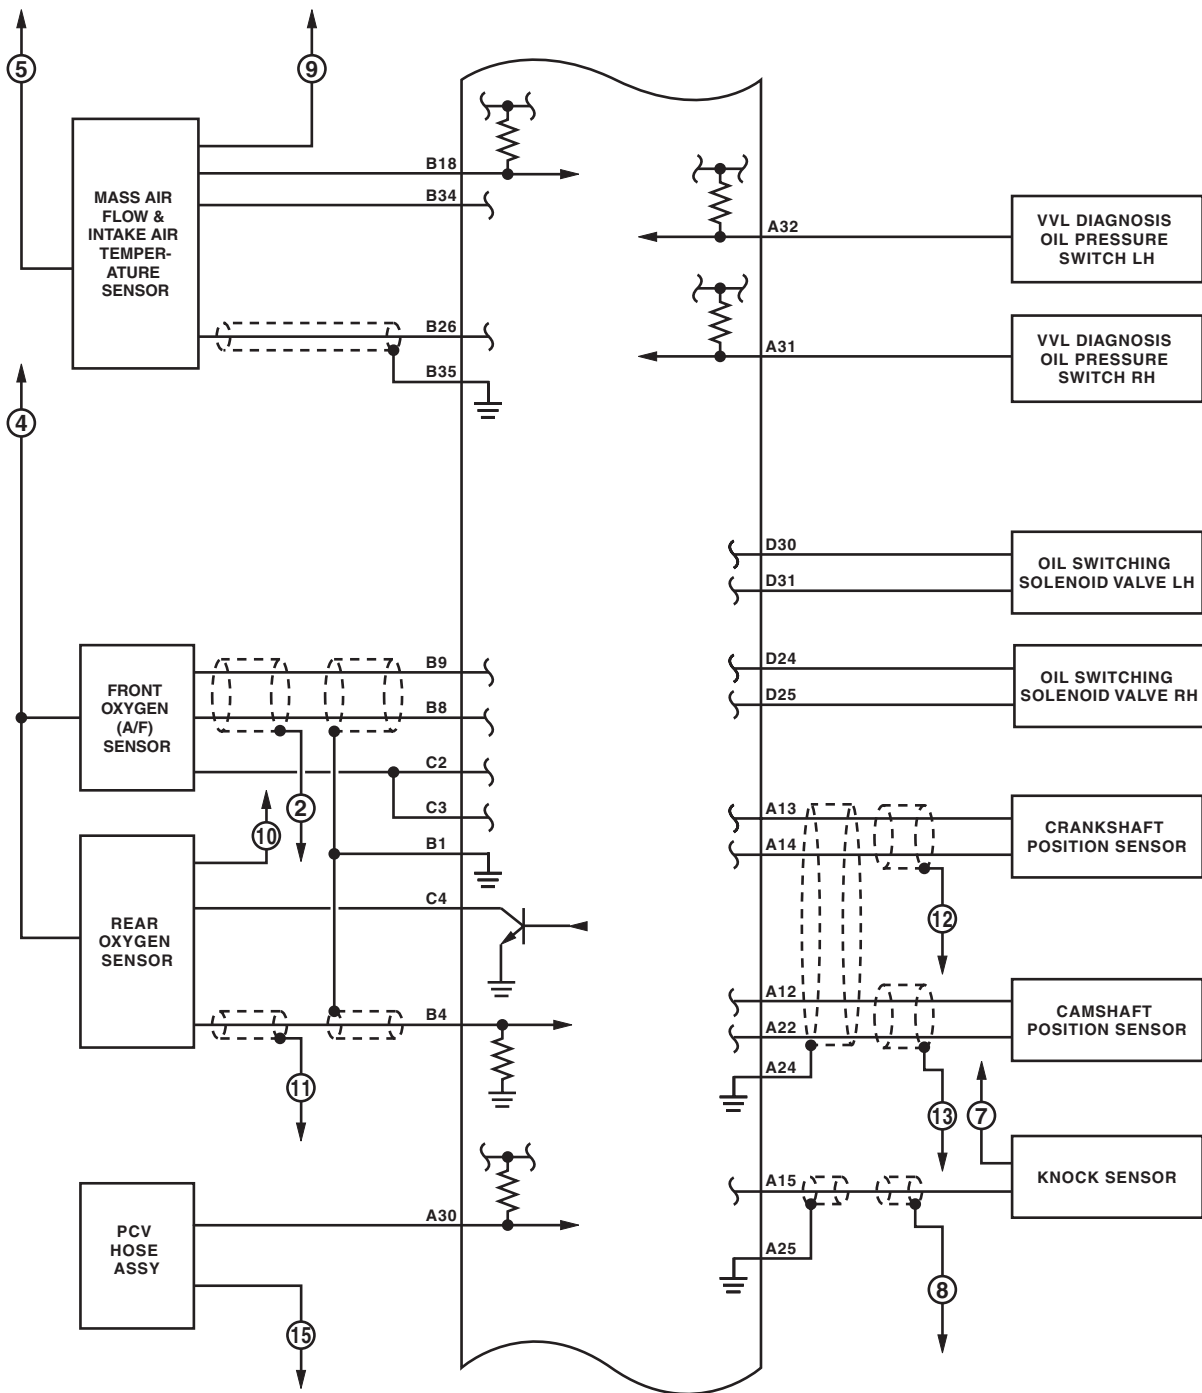 5
9
MASS AIR
FLOW &
INTAKE AIR
TEMPER-
ATURE
SENSOR
B18
B34
B26
B35
A32
VVL DIAGNOSIS
OIL PRESSURE
SWITCH LH
A31
VVL DIAGNOSIS
OIL PRESSURE
SWITCH RH
4
D30
D31
OIL SWITCHING
SOLENOID VALVE LH
FRONT
OXYGEN
(A/F)
SENSOR
B9
B8
C2
C3
2
D24
D25
OIL SWITCHING
SOLENOID VALVE RH
10
B1
REAR
OXYGEN
SENSOR
C4
B4
11
A13
A14
CRANKSHAFT
POSITION SENSOR
12
A12
A22
CAMSHAFT
POSITION SENSOR
A24
13
7
PCV
HOSE
ASSY
A30
15
A15
KNOCK SENSOR
A25
8